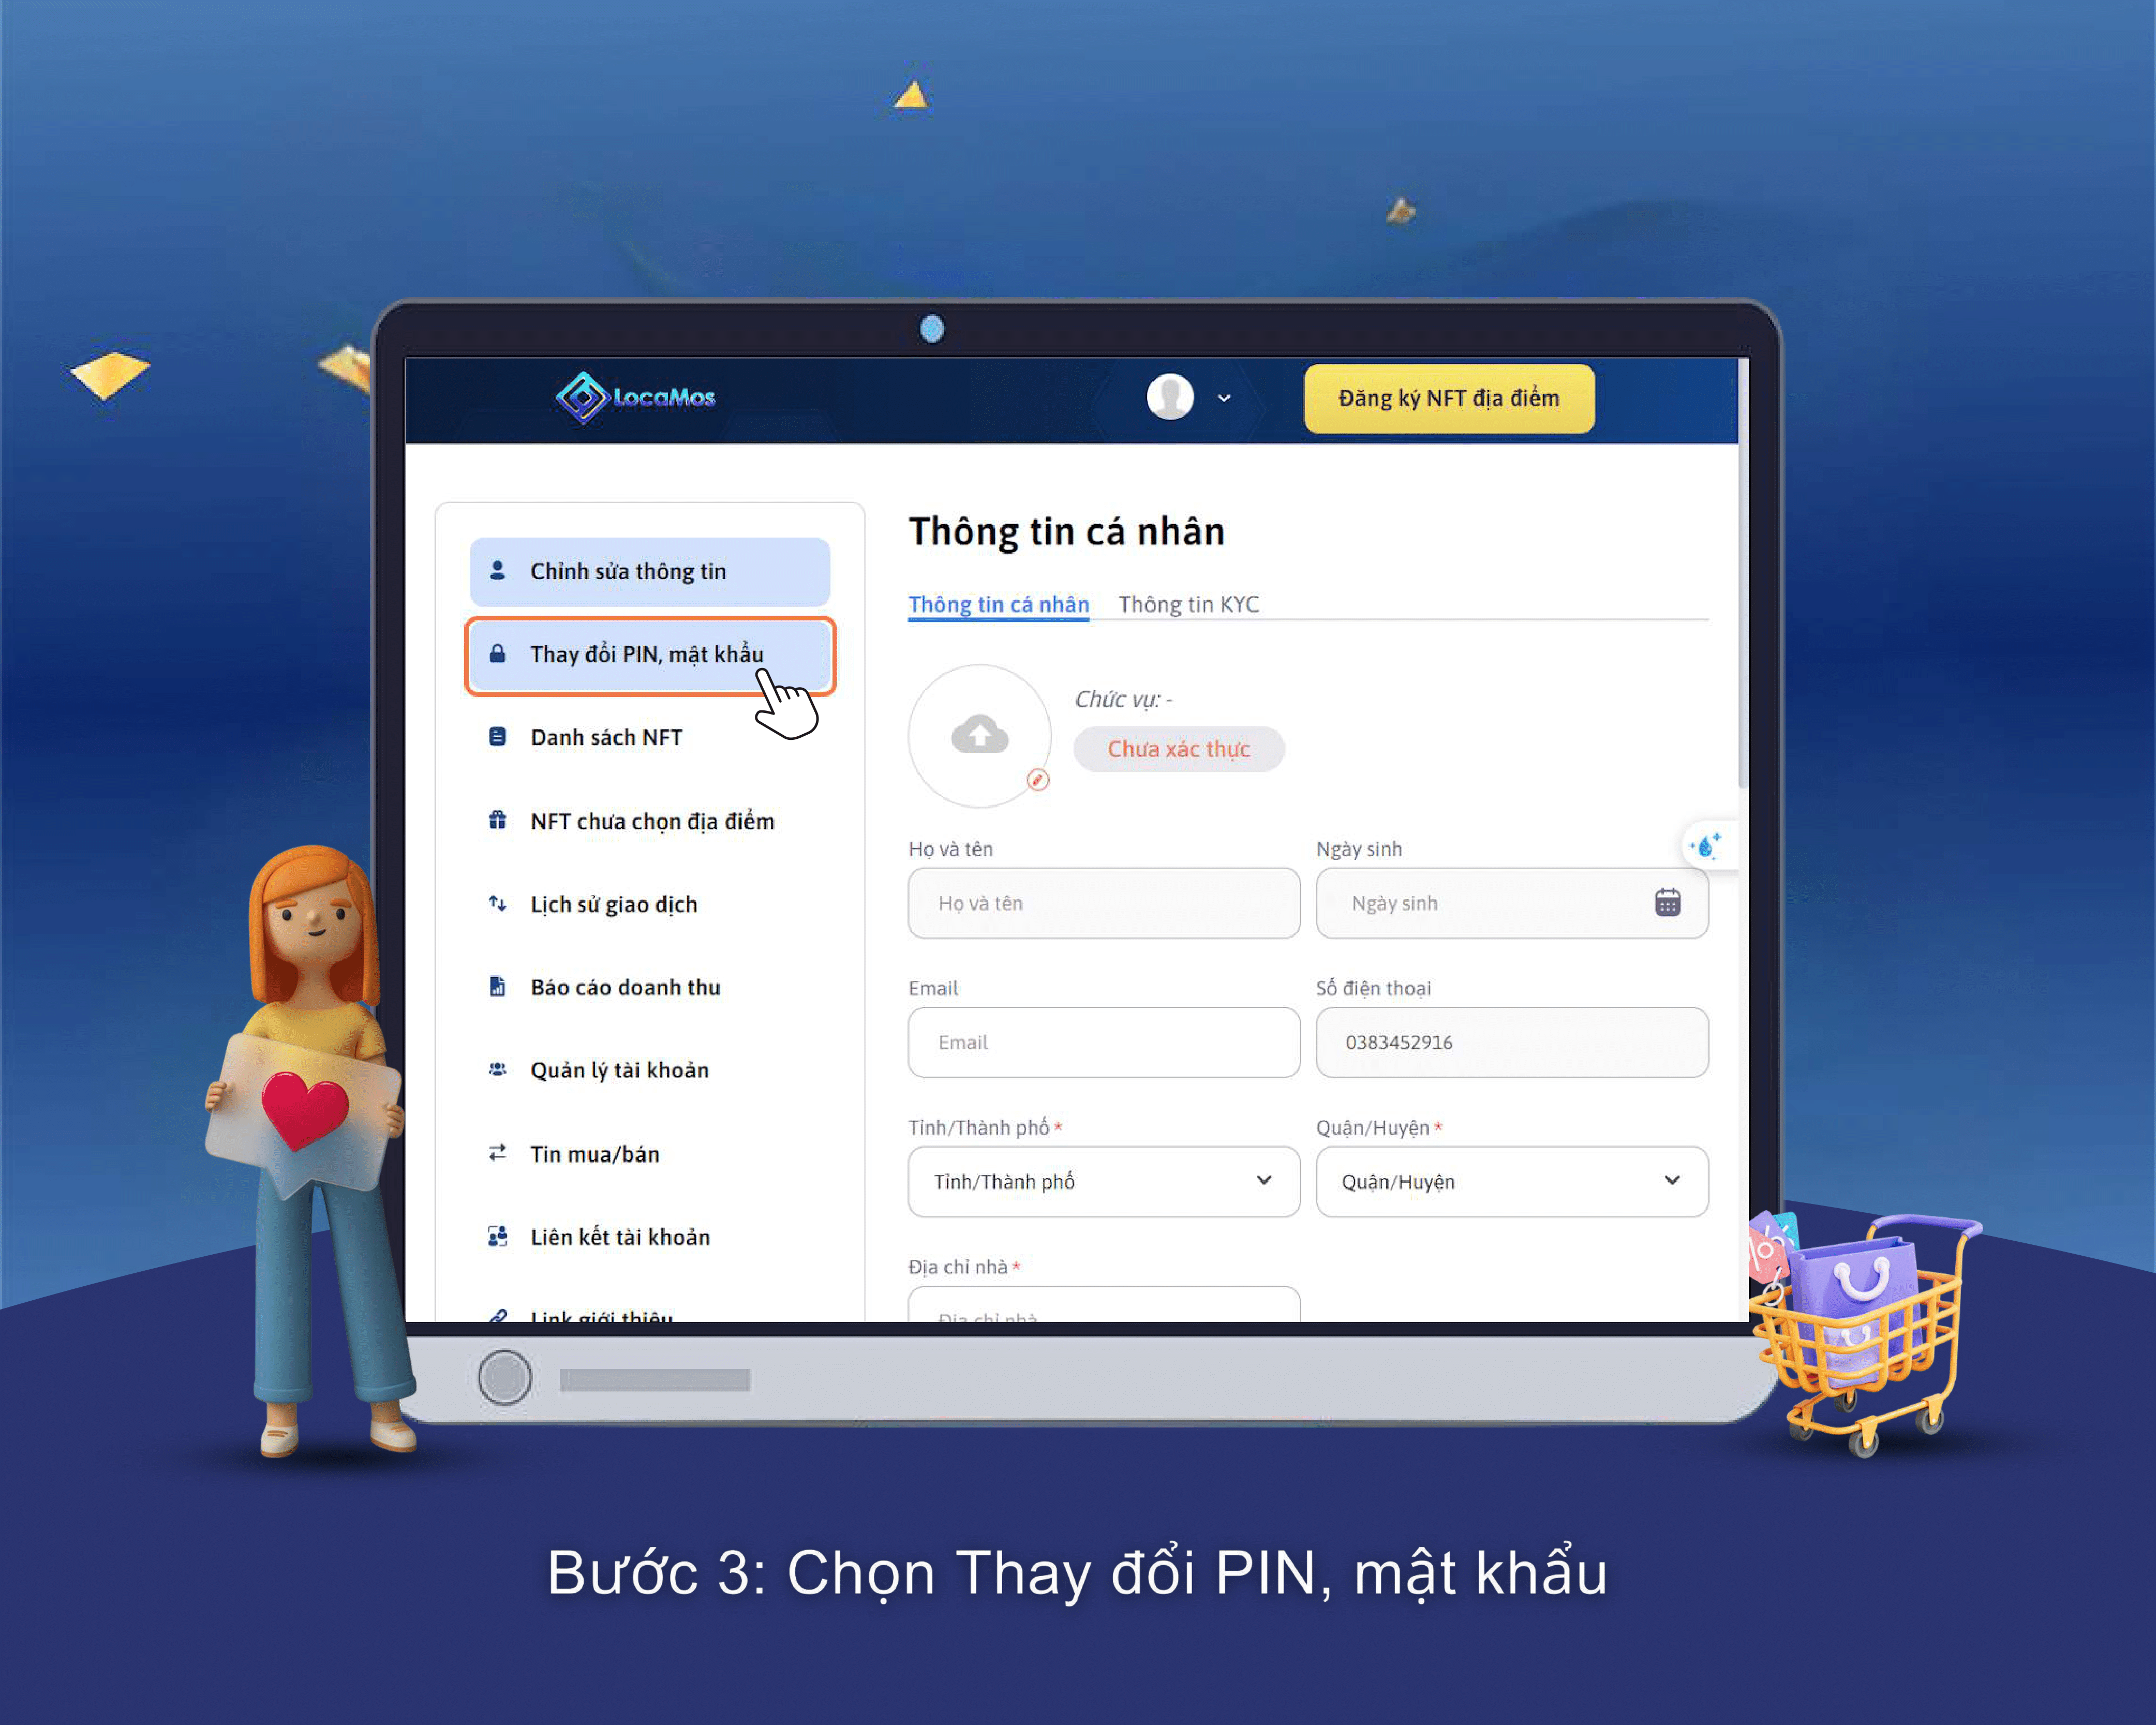 LocaMos
Đăng ký NFT địa điểm
Chỉnh sửa thông tin
Thay đổi PIN, mật khẩu
Danh sách NFT
NFT chưa chọn địa điểm
Lịch sử giao dịch
Báo cáo doanh thu
Quản lý tài khoản
Tin mua/bán
Liên kết tài khoản
Link giới thiệu
Thông tin cá nhân
Thông tin cá nhân Thông tin KYC
Chức vụ: -
Chưa xác thực
Họ và tên Ngày sinh
Họ và tên Ngày sinh
Email Số điện thoại
Email 0383452916
Tỉnh/Thành phố * Quận/Huyện *
Tỉnh/Thành phố Quận/Huyện
Địa chỉ nhà *
Địa chỉ nhà
Bước 3: Chọn Thay đổi PIN, mật khẩu